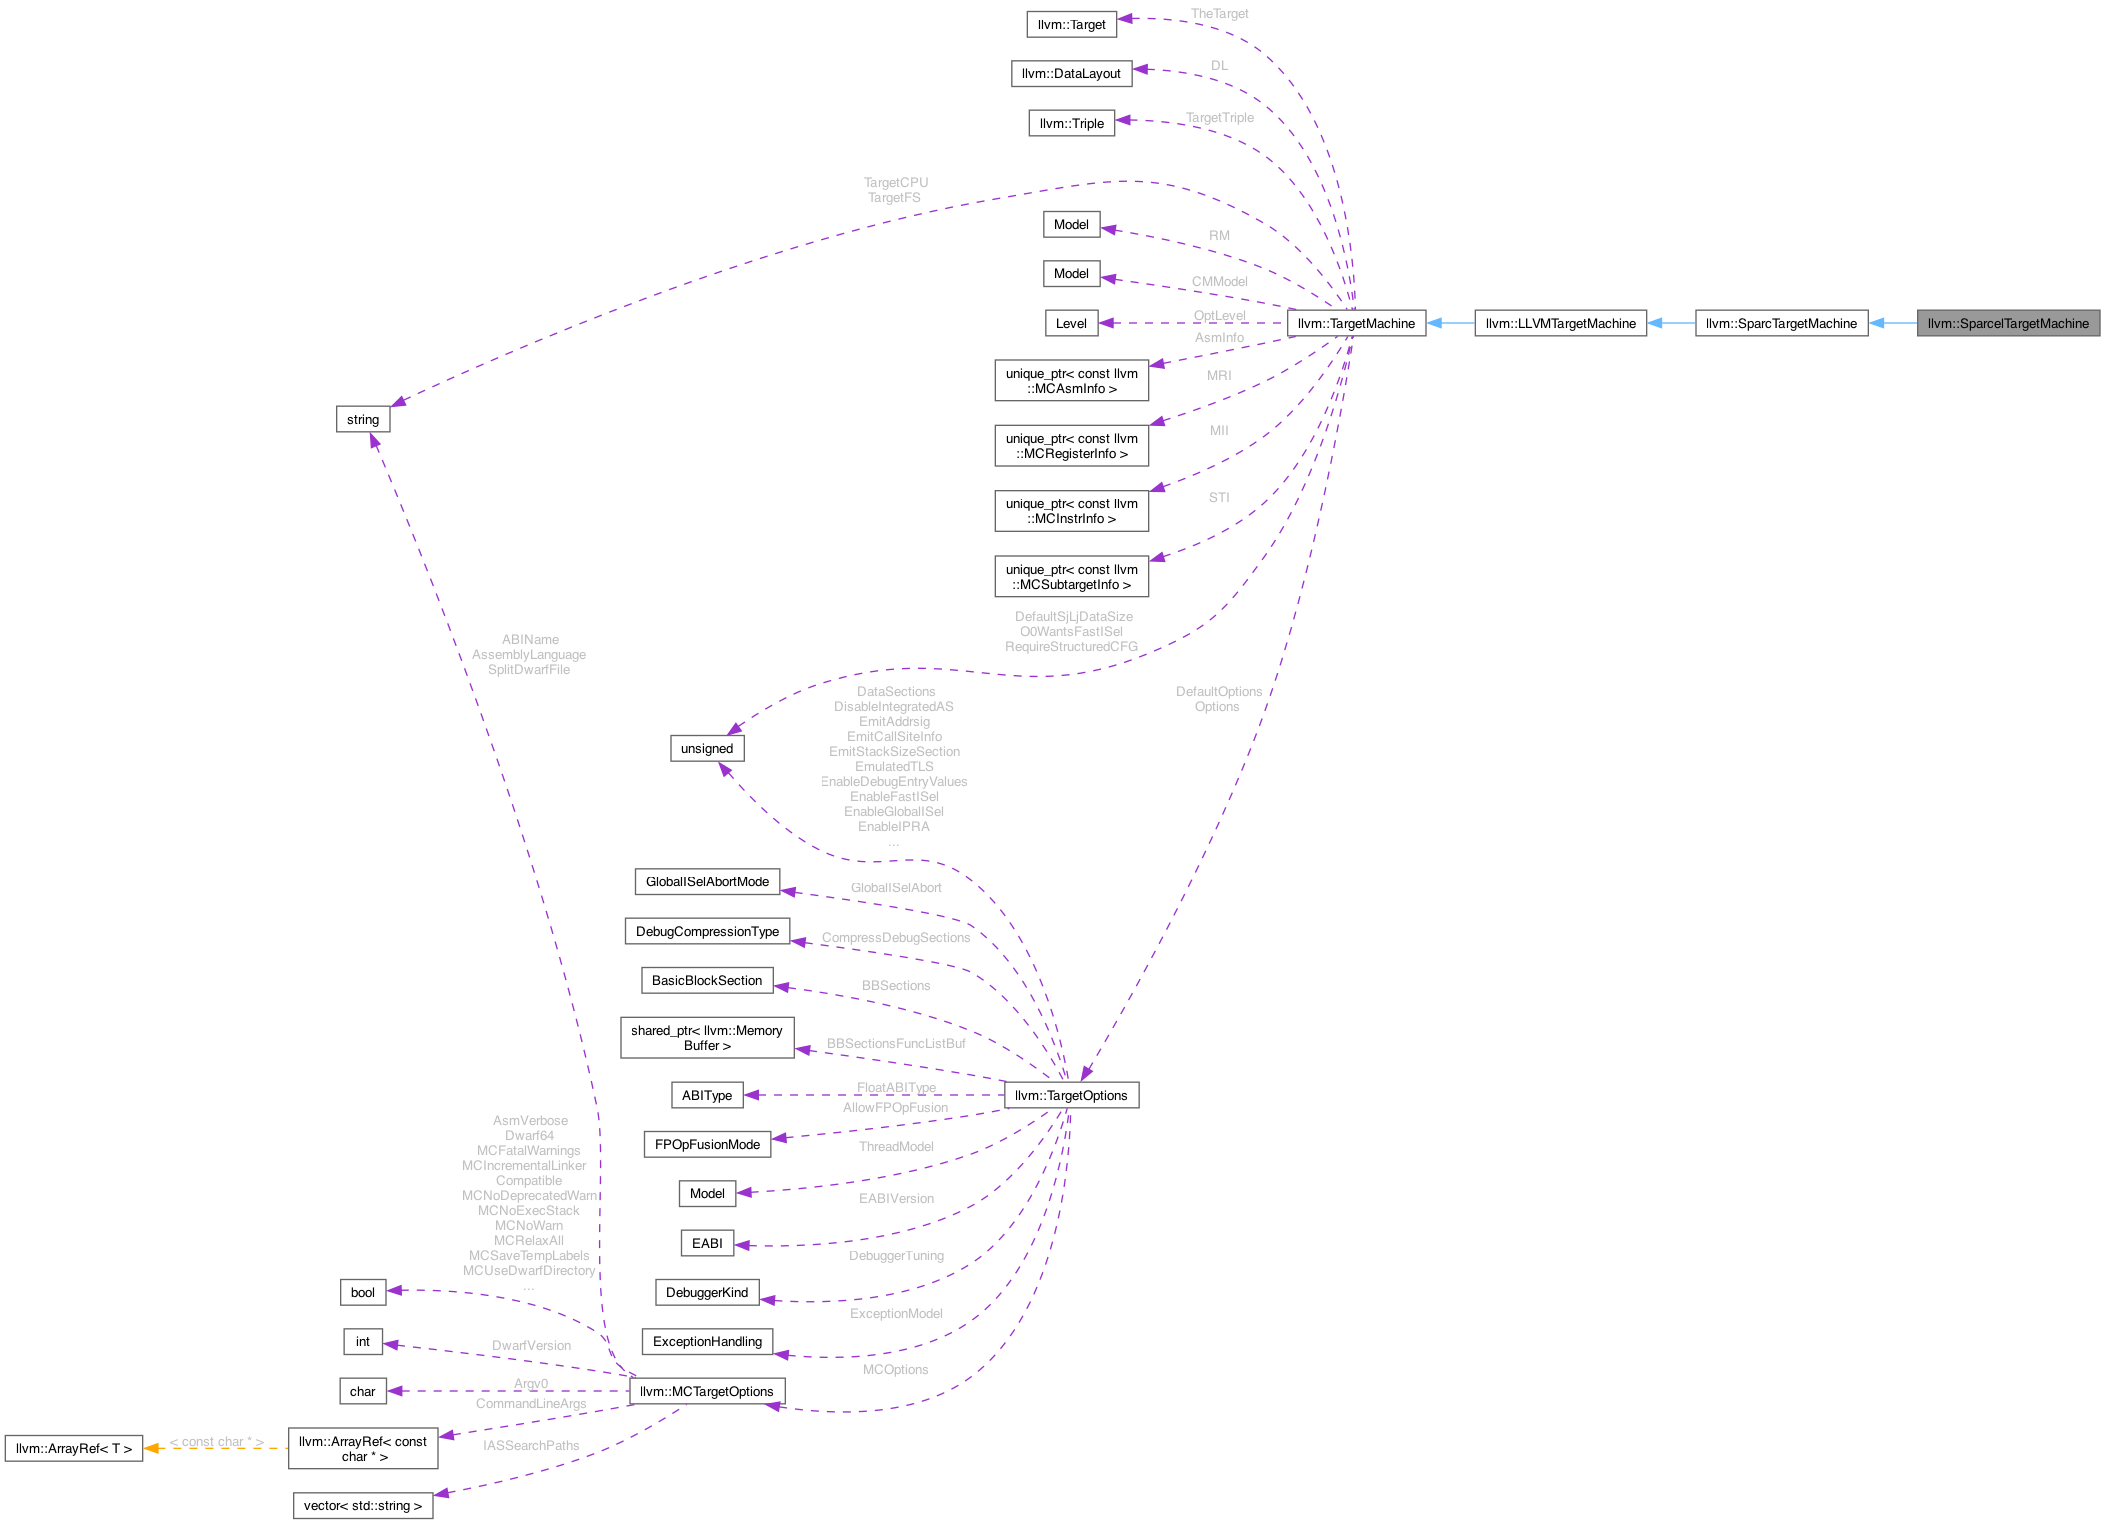 TheTarget
llvm::Target
DL
llvm::DataLayout
TargetTriple
llvm::Triple
TargetCPU
TargetFS
Model
RM
Model
CMModel
Level
OptLevel
llvm::TargetMachine
llvm::LLVMTargetMachine
llvm::SparcTargetMachine
llvm::SparcelTargetMachine
AsmInfo
unique_ptr< const llvm
::MCAsmInfo >
MRI
string
unique_ptr< const llvm
::MCRegisterInfo >
MII
unique_ptr< const llvm
::MCInstrInfo >
STI
unique_ptr< const llvm
::MCSubtargetInfo >
DefaultSjLjDataSize
O0WantsFastISel
RequireStructuredCFG
ABIName
AssemblyLanguage
SplitDwarfFile
DefaultOptions
Options
unsigned
DataSections
DisableIntegratedAS
EmitAddrsig
EmitCallSiteInfo
EmitStackSizeSection
EmulatedTLS
EnableDebugEntryValues
EnableFastISel
EnableGlobalISel
EnableIPRA
...
GlobalISelAbortMode
GlobalISelAbort
DebugCompressionType
CompressDebugSections
BasicBlockSection
BBSections
shared_ptr< llvm::Memory
Buffer >
BBSectionsFuncListBuf
ABIType
FloatABIType
llvm::TargetOptions
AllowFPOpFusion
FPOpFusionMode
ThreadModel
Model
EABIVersion
EABI
DebuggerTuning
DebuggerKind
ExceptionModel
ExceptionHandling
MCOptions
AsmVerbose
Dwarf64
MCFatalWarnings
MCIncrementalLinker
Compatible
MCNoDeprecatedWarn
MCNoExecStack
MCNoWarn
MCRelaxAll
MCSaveTempLabels
MCUseDwarfDirectory
...
bool
int
DwarfVersion
char
Argv0
llvm::MCTargetOptions
CommandLineArgs
llvm::ArrayRef< T >
< const char * >
llvm::ArrayRef< const
char * >
IASSearchPaths
vector< std::string >